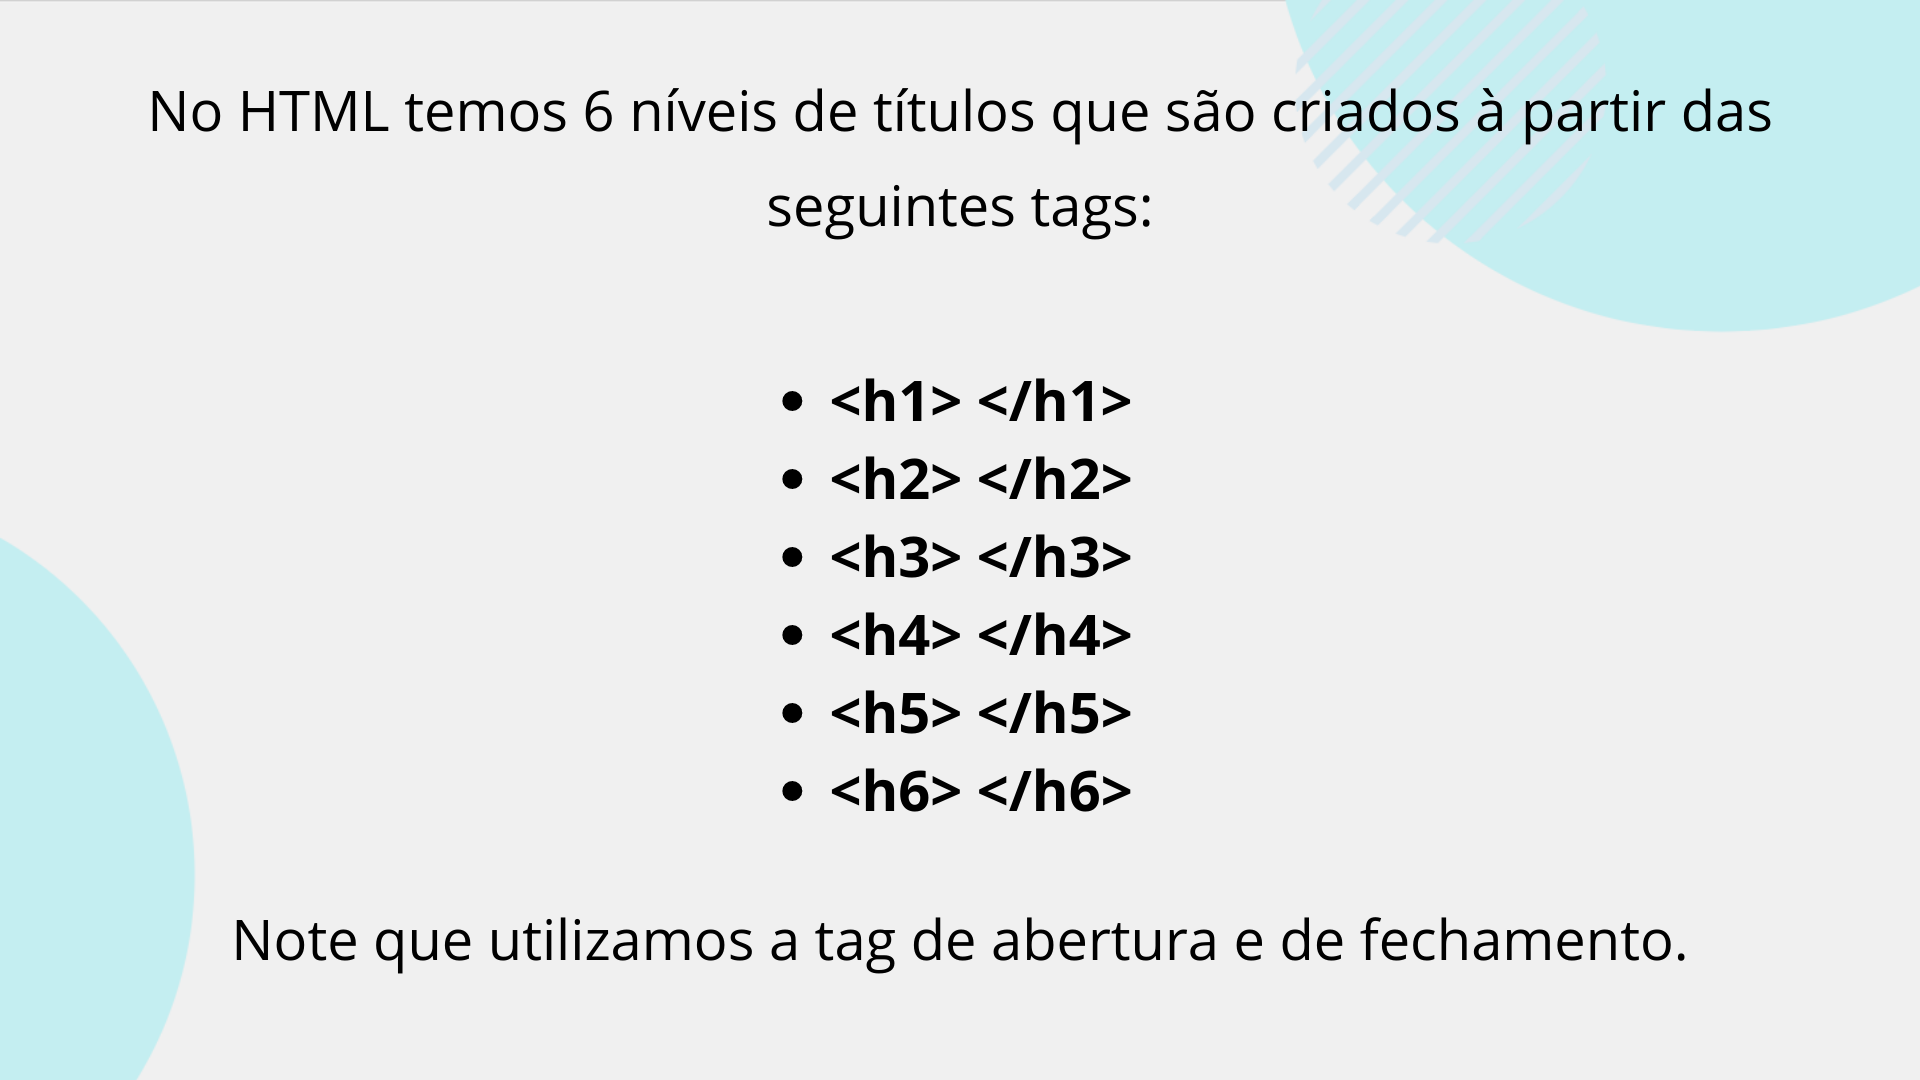 No HTML temos 6 níveis de títulos que são criados à partir das
seguintes tags:
• <h1> </h1>
• <h2> </h2>
• <h3> </h3>
• <h4> </h4>
• <h5> </h5>
• <h6> </h6>
Note que utilizamos a tag de abertura e de fechamento.